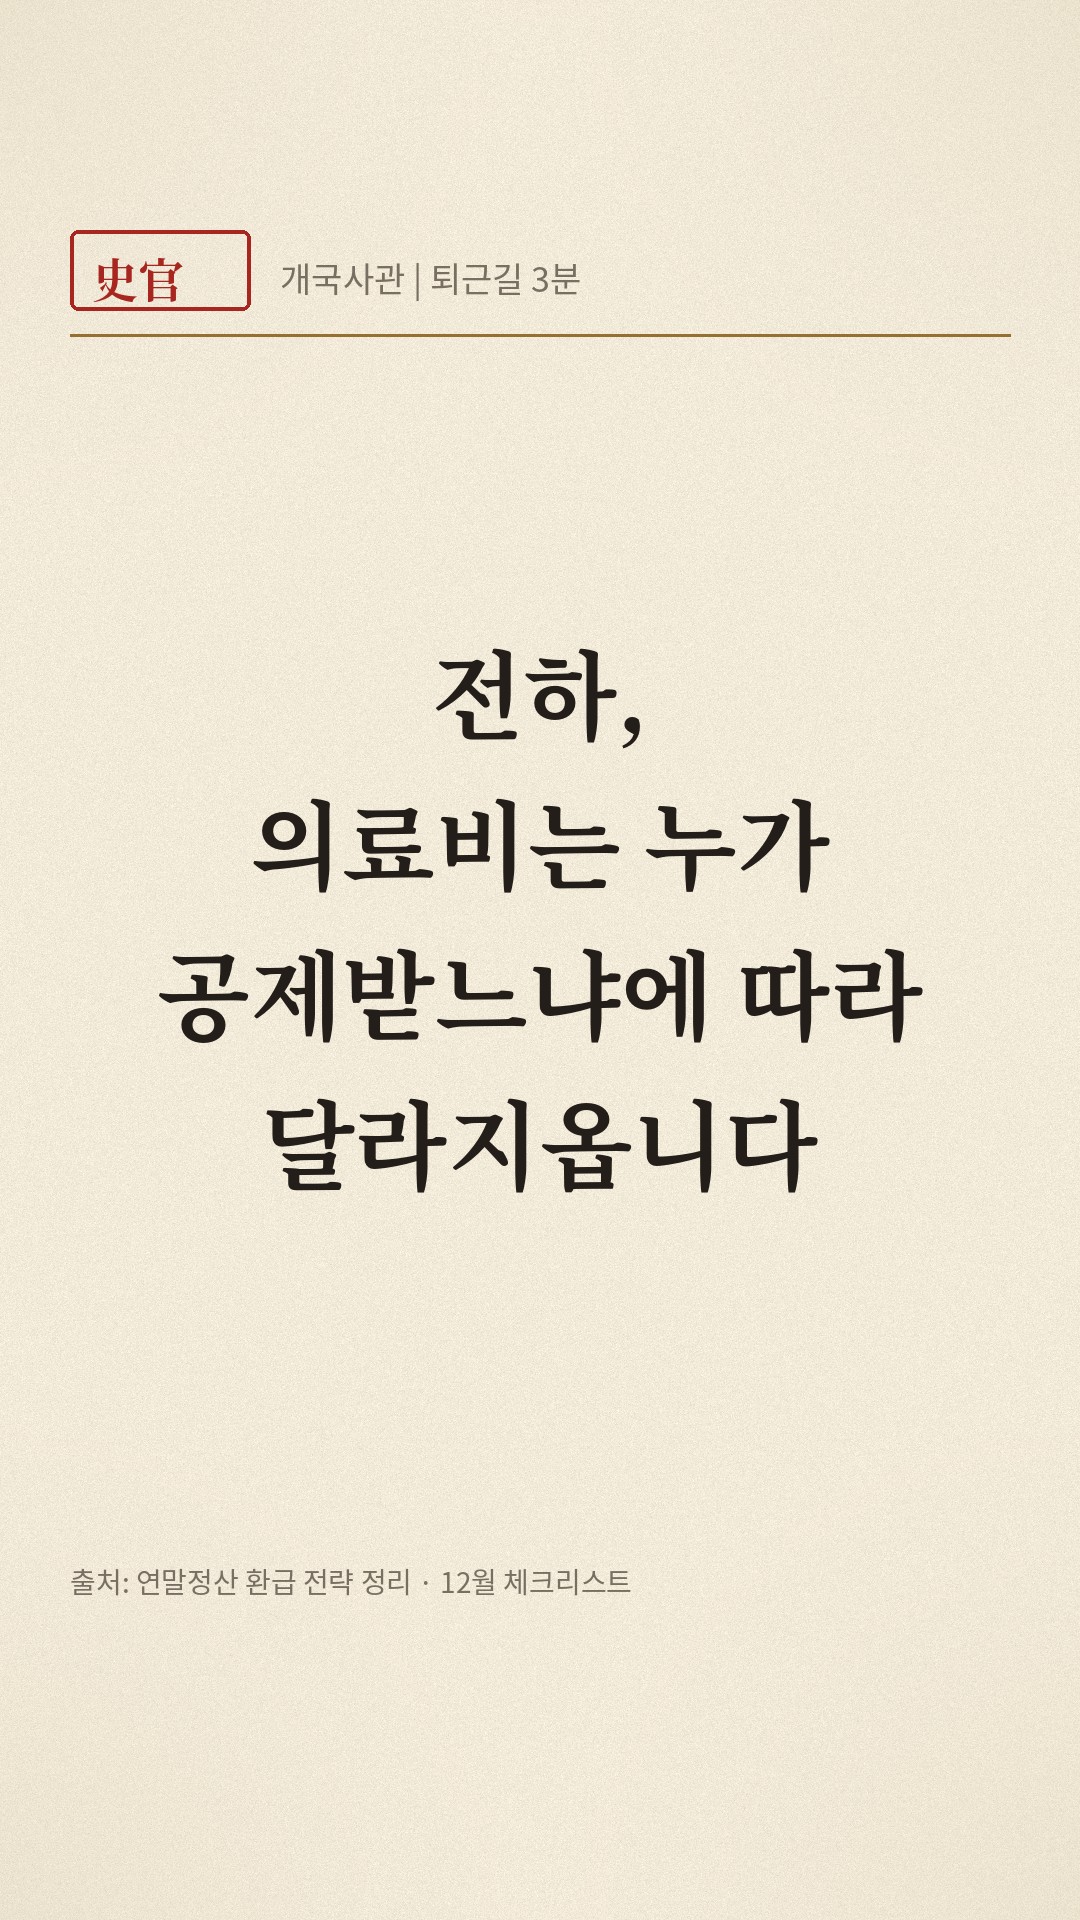 史官
개국사관 | 퇴근길 3분
전하,
의료비는 누가
공제받느냐에 따라
달라지옵니다
출처: 연말정산 환급 전략 정리 · 12월 체크리스트